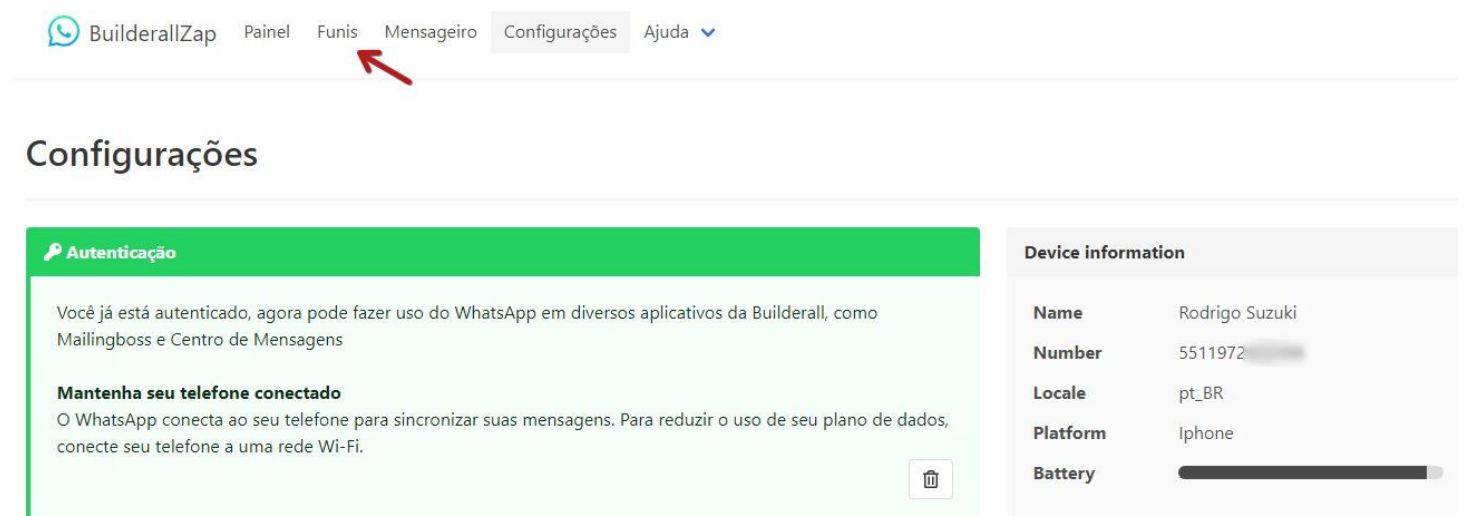 BuilderallZap Painel Funis Mensageiro Configurações Ajuda
Configurações
Autenticação
Você já está autenticado, agora pode fazer uso do WhatsApp em diversos aplicativos da Builderall, como
Mailingboss e Centro de Mensagens
Mantenha seu telefone conectado
O WhatsApp conecta ao seu telefone para sincronizar suas mensagens. Para reduzir o uso de seu plano de dados,
conecte seu telefone a uma rede Wi-Fi.
Device information
Name Rodrigo Suzuki
Number 5511972
Locale pt_BR
Platform Iphone
Battery